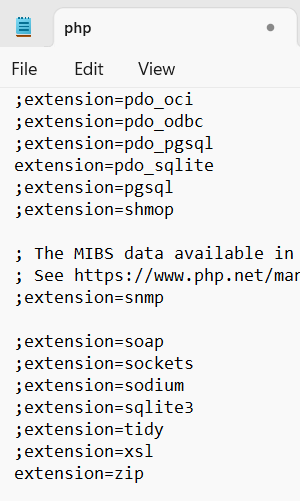 php
File Edit View
;extension=pdo_oci
;extension=pdo_odbc
;extension=pdo_pgsql
extension=pdo_sqlite
;extension=pgsql
;extension=shmop
; The MIBS data available in
; See https://www.php.net/man
;extension=snmp
;extension=soap
;extension=sockets
;extension=sodium
;extension=sqlite3
;extension=tidy
;extension=xsl
extension=zip